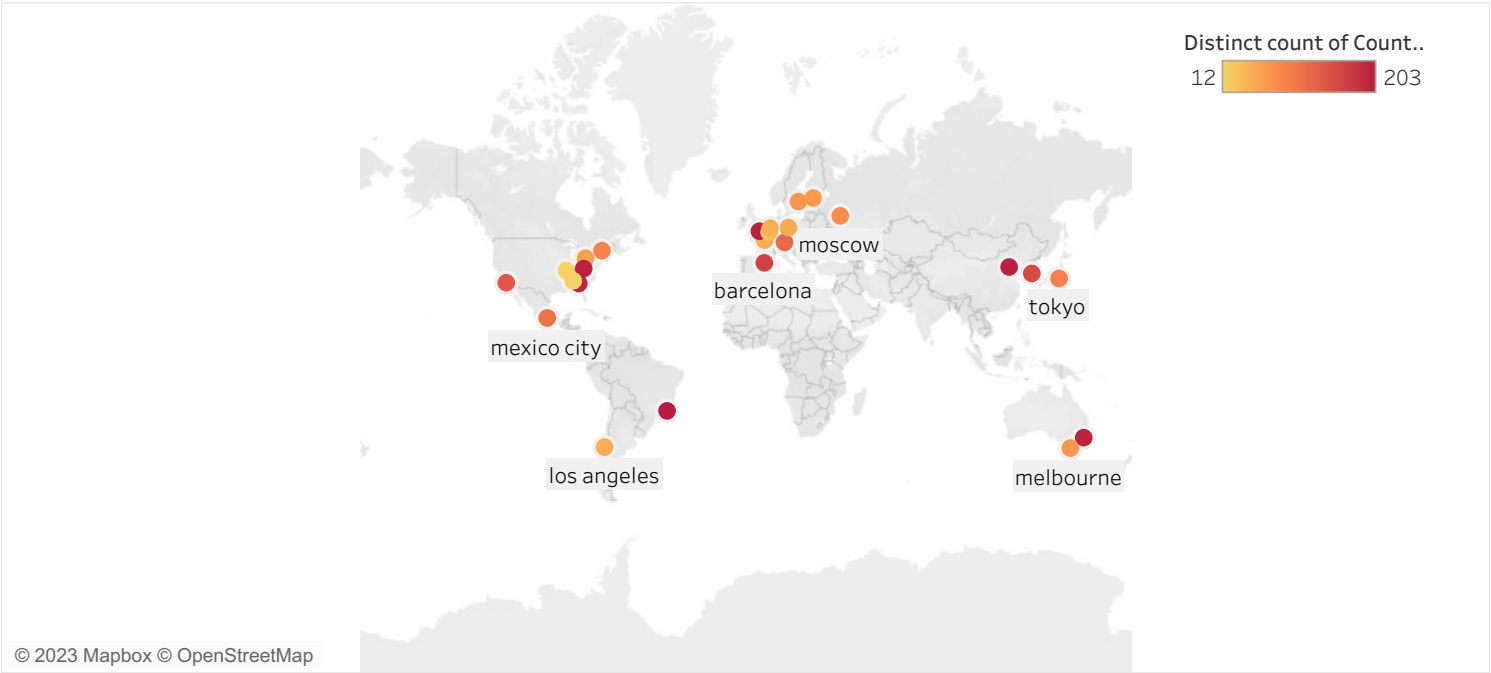 Distinct count of Count..
12 203
moscow
barcelona
tokyo
mexico city
los angeles
melbourne
© 2023 Mapbox © OpenStreetMap